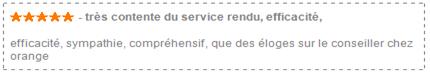 - très contente du service rendu, efficacité,
efficacité, sympathie, compréhensif, que des éloges sur le conseiller chez
orange